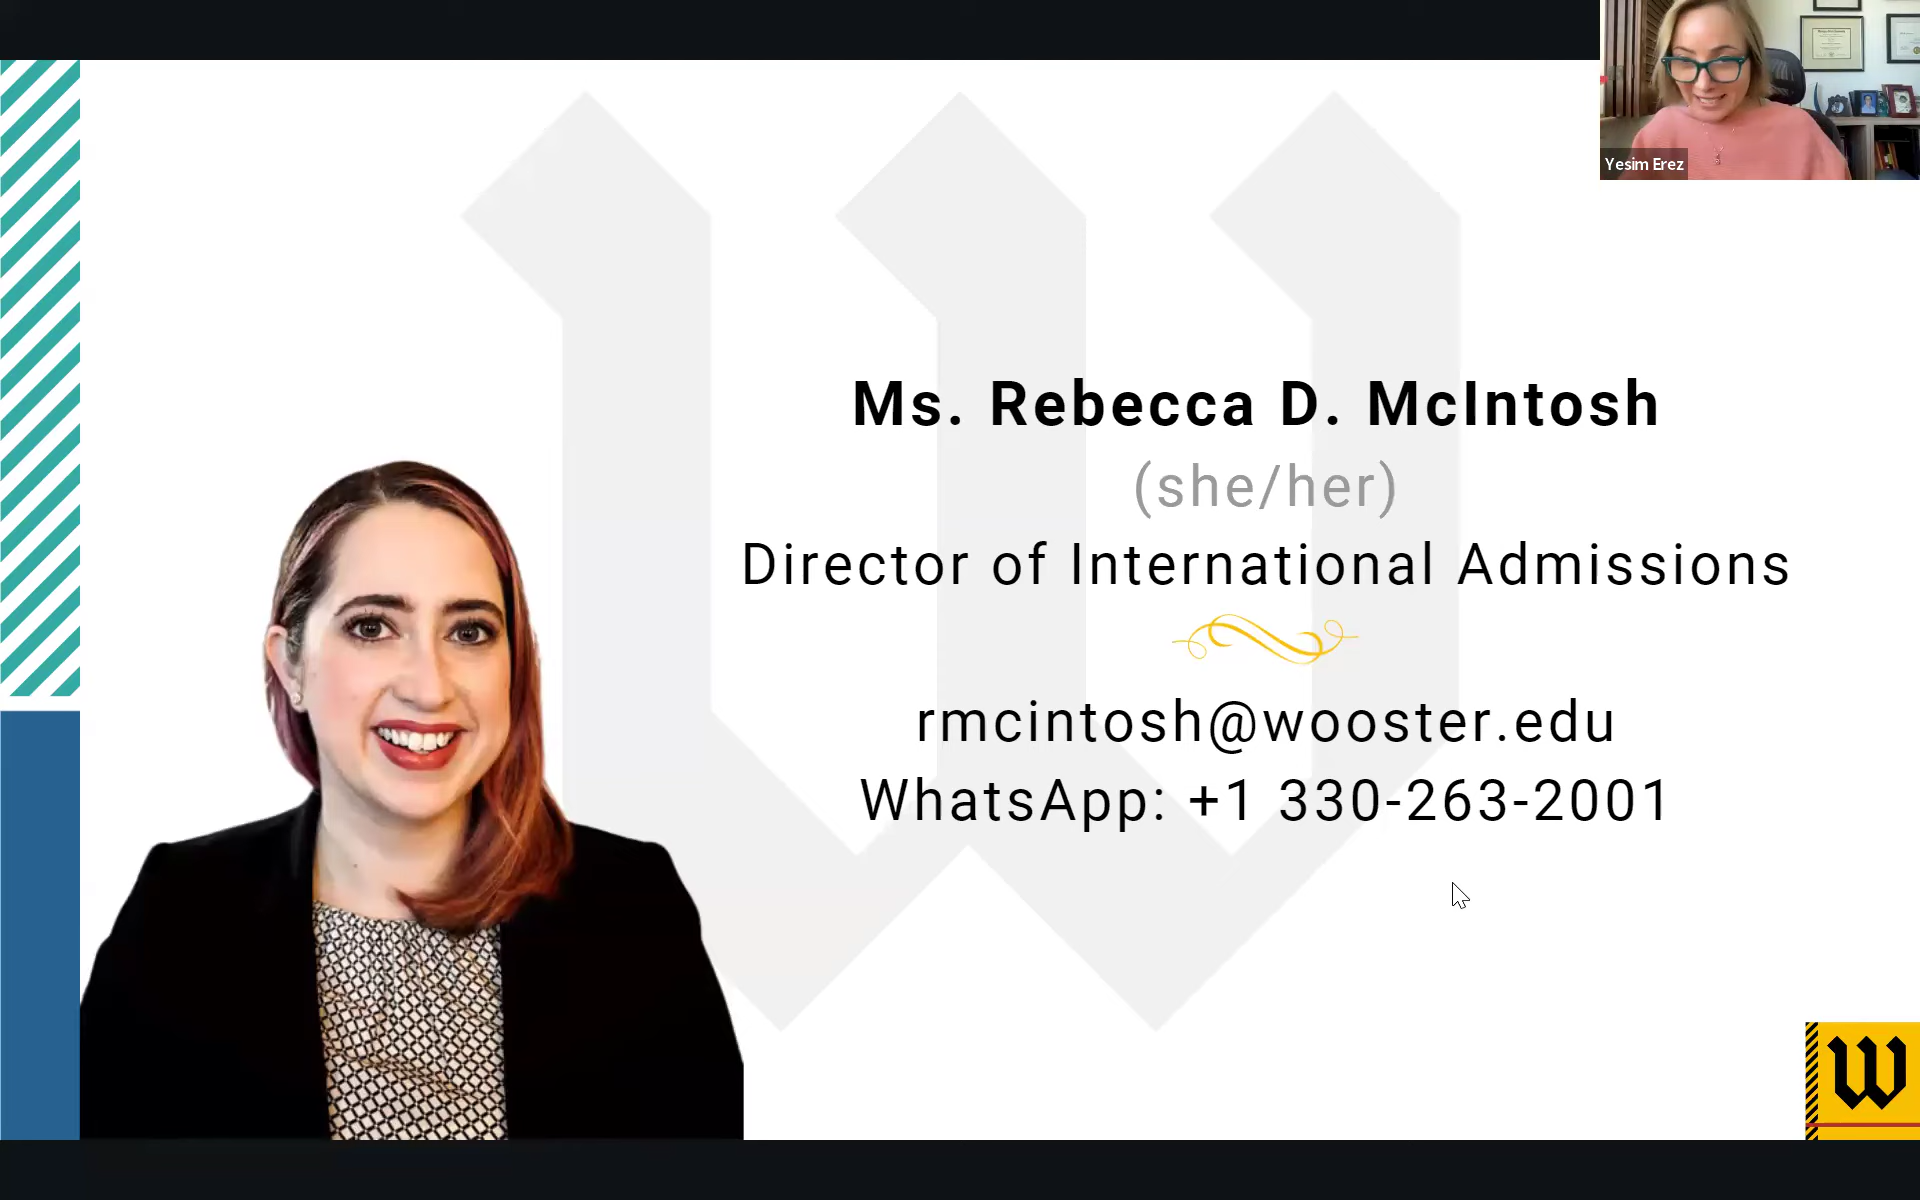 Yesim Erez
Ms. Rebecca D. McIntosh
(she/her)
Director of International Admissions
rmcintosh@wooster.edu
WhatsApp: +1 330-263-2001
W